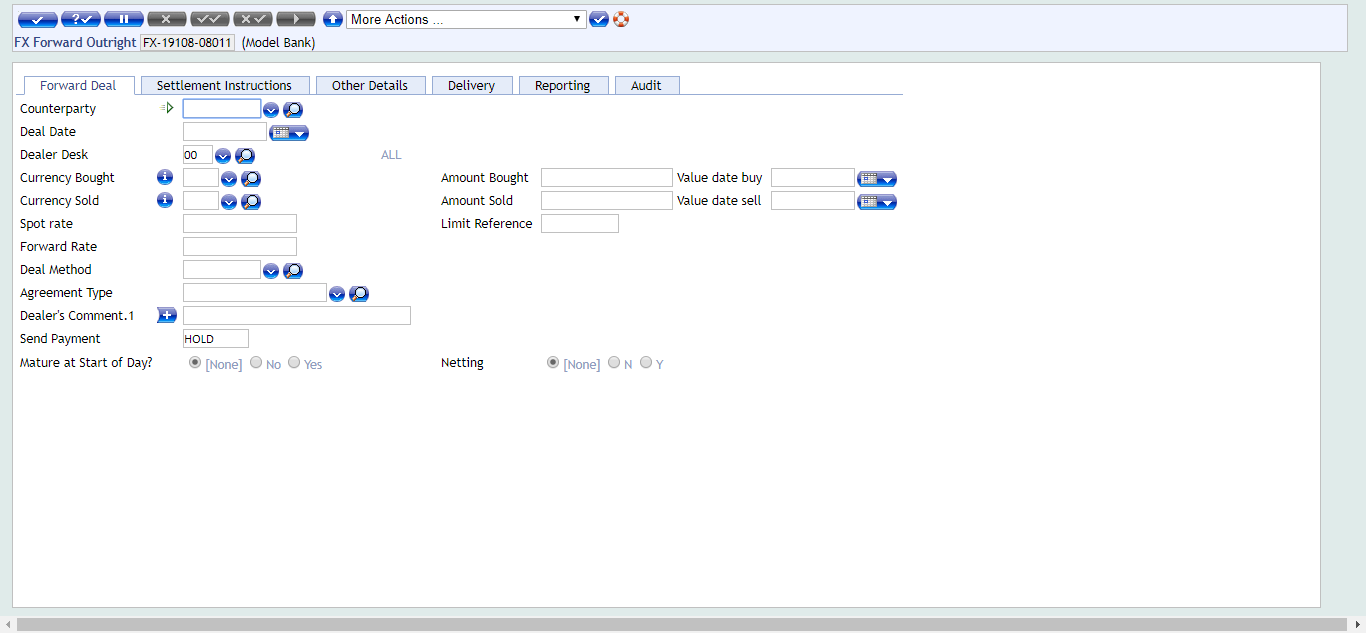 More Actions ...
FX Forward Outright FX-19108-08011 (Model Bank)
Forward Deal Settlement Instructions Other Details Delivery Reporting Audit
Counterparty
Deal Date
Dealer Desk 00 ALL
Currency Bought Amount Bought Value date buy
Currency Sold Amount Sold Value date sell
Spot rate Limit Reference
Forward Rate
Deal Method
Agreement Type
Dealer's Comment.1
Send Payment HOLD
Mature at Start of Day? [None] No Yes Netting [None] N Y